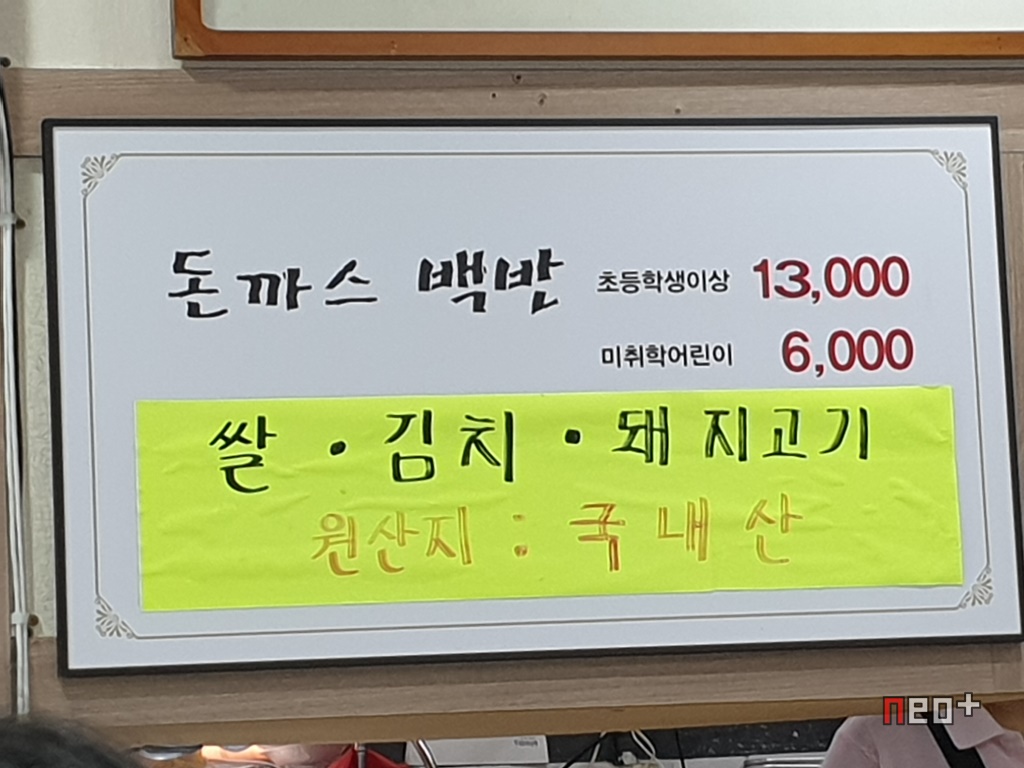 돈까스 백반 초등학생이상 13,000
미취학어린이 6,000
쌀 · 김치 · 돼지고기
원산지 : 국내산
neo+